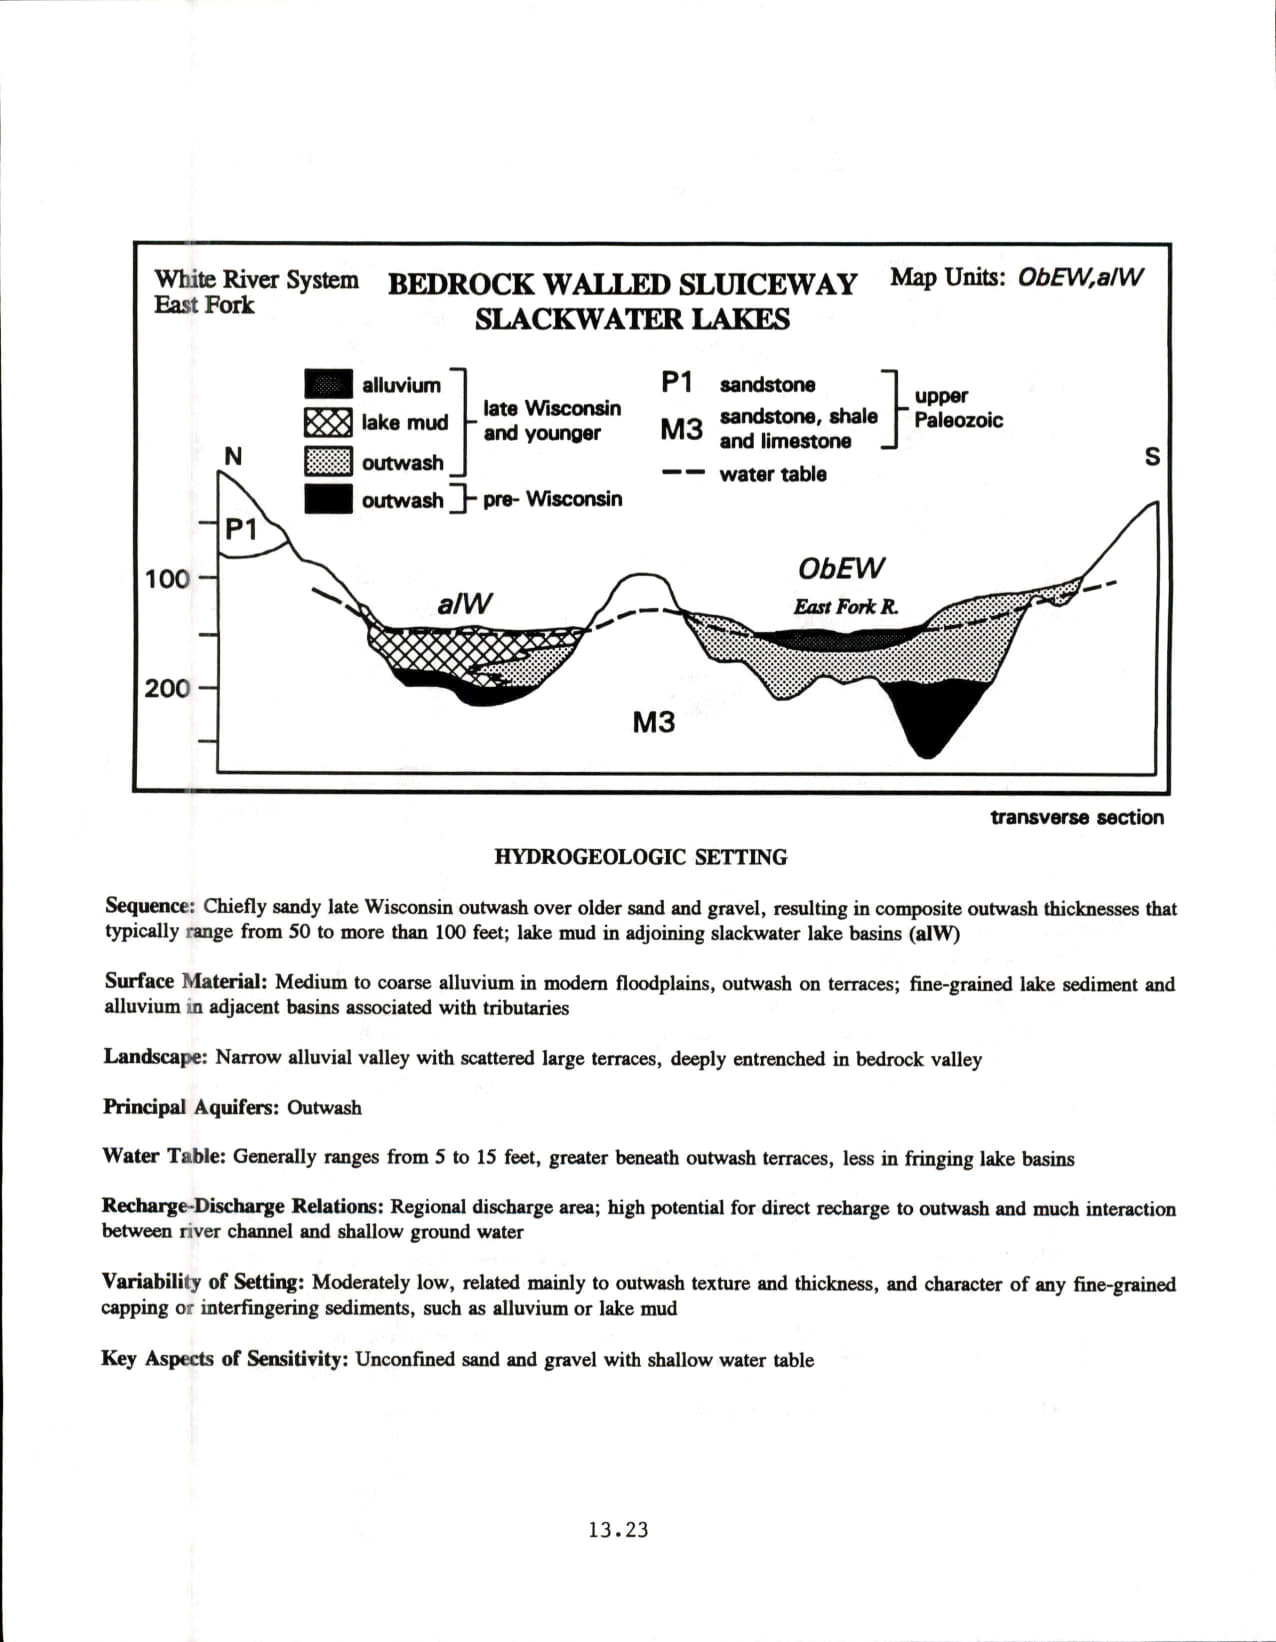 White River System
East Fork
BEDROCK WALLED SLUICEWAY
SLACKWATER LAKES
Map Units: ObEW,alW
alluvium
lake mud
outwash
late Wisconsin
and younger
outwash
pre- Wisconsin
P1 sandstone
M3 sandstone, shale
and limestone
upper
Paleozoic
water table
N
S
P1
100
200
alW
ObEW
East Fork R.
M3
transverse section
HYDROGEOLOGIC SETTING
Sequence: Chiefly sandy late Wisconsin outwash over older sand and gravel, resulting in composite outwash thicknesses that
typically range from 50 to more than 100 feet; lake mud in adjoining slackwater lake basins (alW)
Surface Material: Medium to coarse alluvium in modern floodplains, outwash on terraces; fine-grained lake sediment and
alluvium in adjacent basins associated with tributaries
Landscape: Narrow alluvial valley with scattered large terraces, deeply entrenched in bedrock valley
Principal Aquifers: Outwash
Water Table: Generally ranges from 5 to 15 feet, greater beneath outwash terraces, less in fringing lake basins
Recharge-Discharge Relations: Regional discharge area; high potential for direct recharge to outwash and much interaction
between river channel and shallow ground water
Variability of Setting: Moderately low, related mainly to outwash texture and thickness, and character of any fine-grained
capping or interfingering sediments, such as alluvium or lake mud
Key Aspects of Sensitivity: Unconfined sand and gravel with shallow water table
13.23